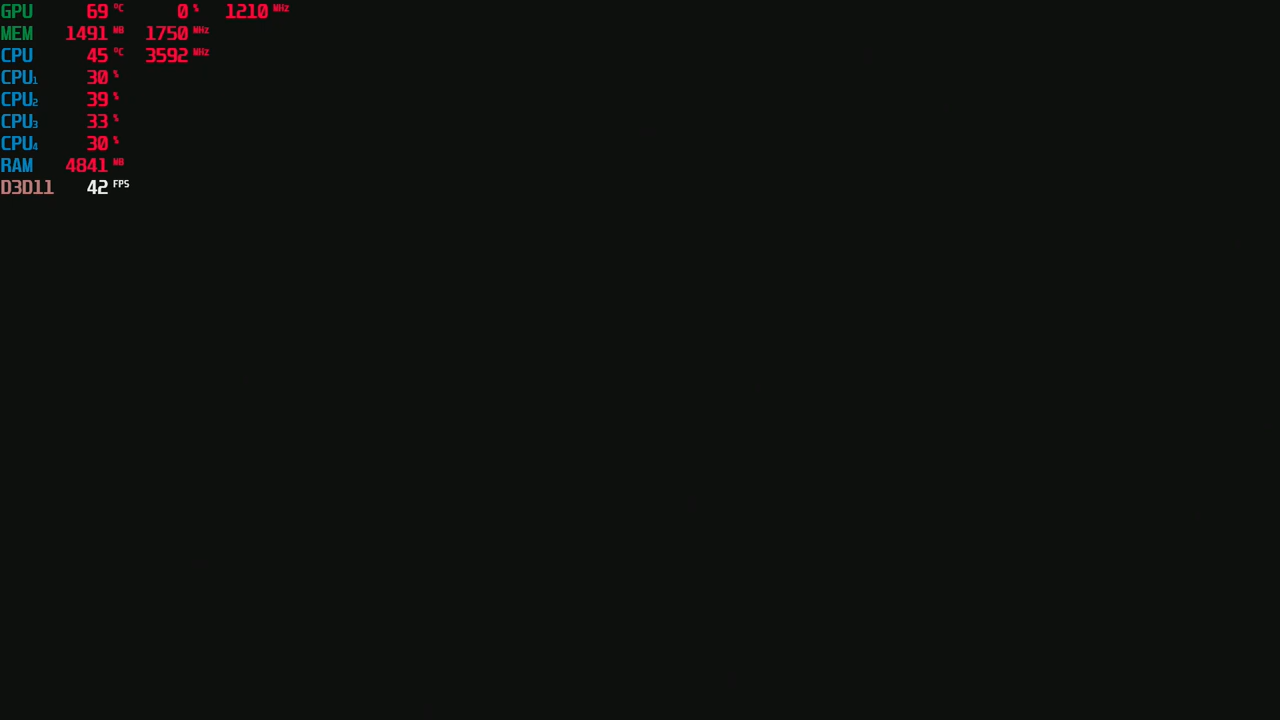 GPU 69 °C 0 % 1210 MHz
MEM 1491 MB 1750 MHz
CPU 45 °C 3592 MHz
CPU1 30 %
CPU2 39 %
CPU3 33 %
CPU4 30 %
RAM 4841 MB
D3D11 42 FPS